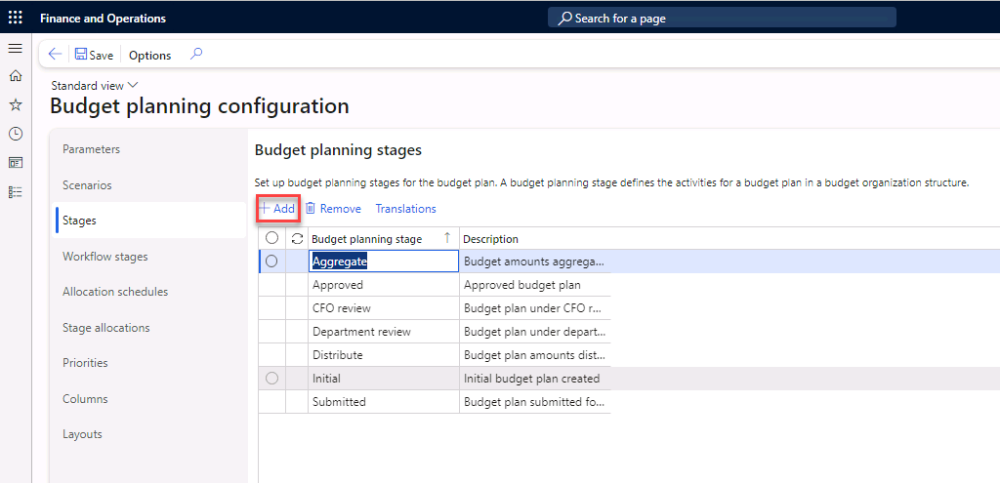 Finance and Operations
Search for a page
Save
Options
Standard view
Budget planning configuration
Parameters
Scenarios
Stages
Workflow stages
Allocation schedules
Stage allocations
Priorities
Columns
Layouts
Budget planning stages
Set up budget planning stages for the budget plan. A budget planning stage defines the activities for a budget plan in a budget organization structure.
+ Add Remove Translations
Budget planning stage ↑ Description
Aggregate Budget amounts aggrega...
Approved Approved budget plan
CFO review Budget plan under CFO r...
Department review Budget plan under depart...
Distribute Budget plan amounts dist...
Initial Initial budget plan created
Submitted Budget plan submitted fo...